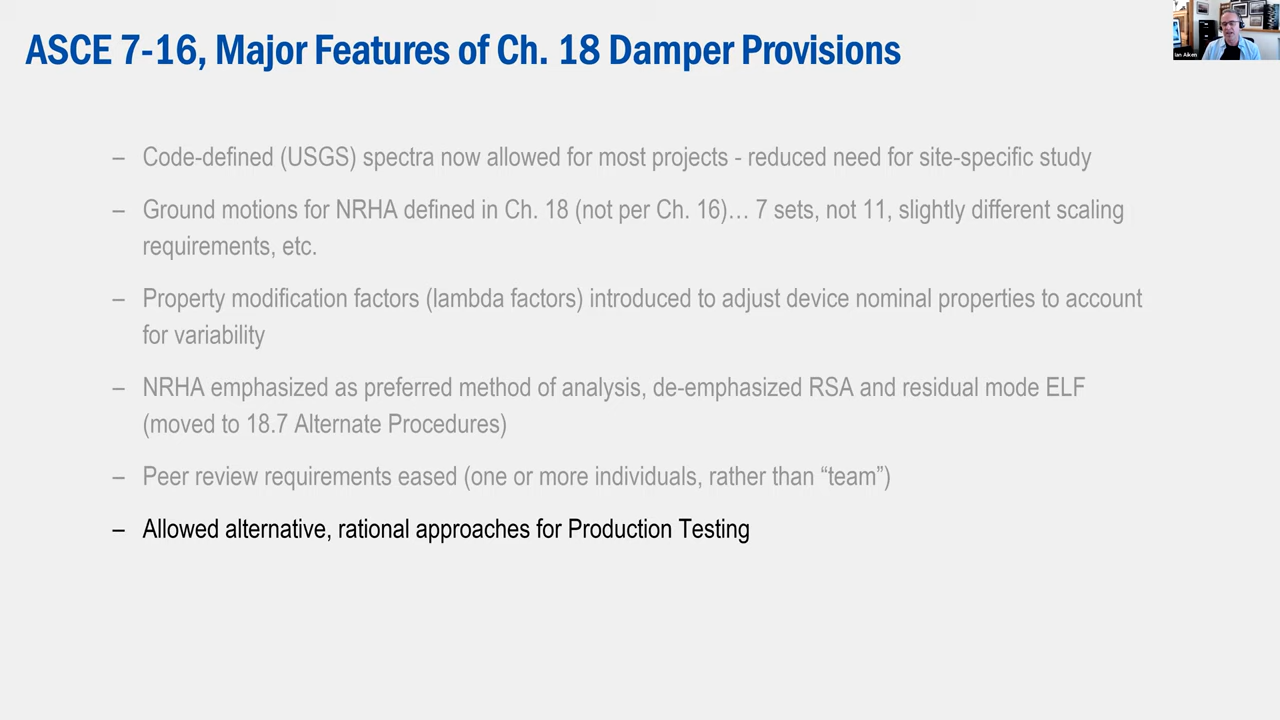 ASCE 7-16, Major Features of Ch. 18 Damper Provisions
Ian Aiken
– Code-defined (USGS) spectra now allowed for most projects - reduced need for site-specific study
– Ground motions for NRHA defined in Ch. 18 (not per Ch. 16)… 7 sets, not 11, slightly different scaling
requirements, etc.
– Property modification factors (lambda factors) introduced to adjust device nominal properties to account
for variability
– NRHA emphasized as preferred method of analysis, de-emphasized RSA and residual mode ELF
(moved to 18.7 Alternate Procedures)
– Peer review requirements eased (one or more individuals, rather than “team”)
– Allowed alternative, rational approaches for Production Testing